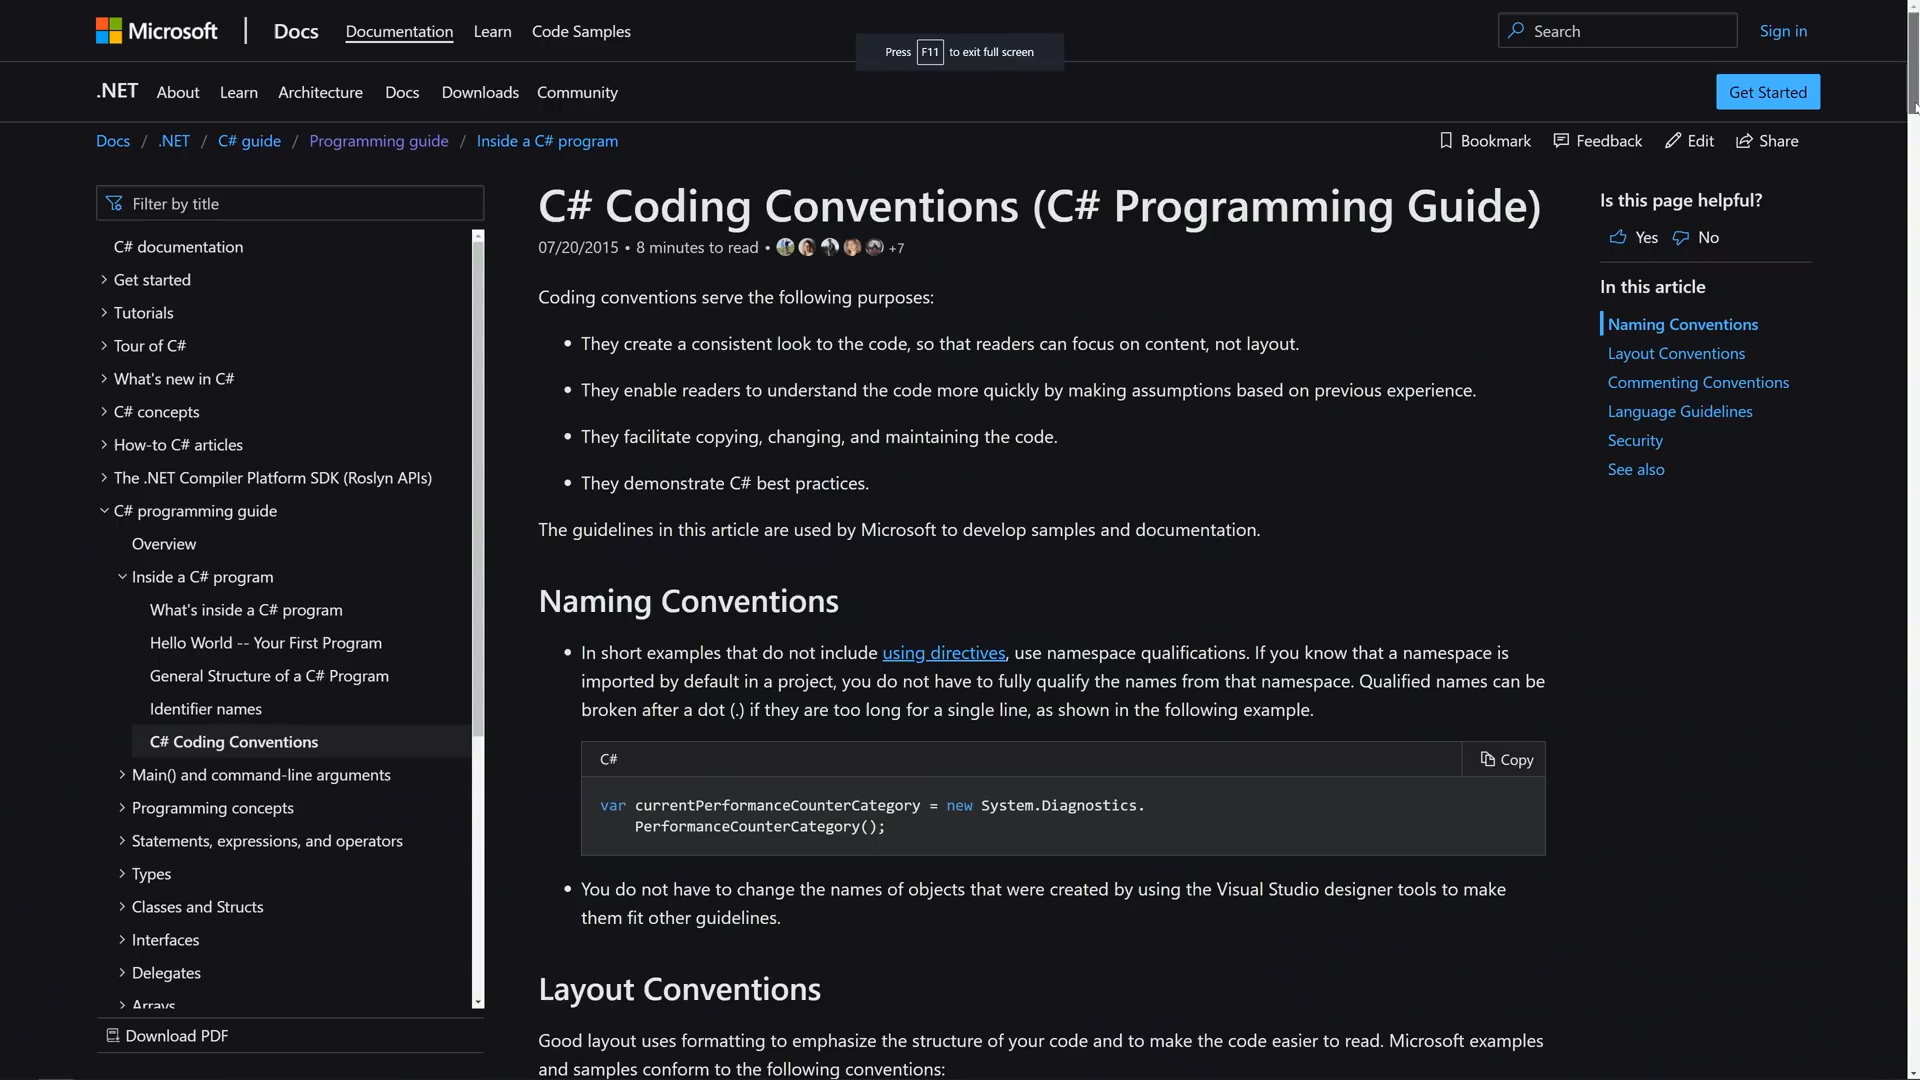 Microsoft
Docs
Documentation
Learn
Code Samples
Search
Sign in
Press F11 to exit full screen
.NET
About
Learn
Architecture
Docs
Downloads
Community
Get Started
Docs / .NET / C# guide / Programming guide / Inside a C# program
Bookmark
Feedback
Edit
Share
Filter by title
C# documentation
Get started
Tutorials
Tour of C#
What's new in C#
C# concepts
How-to C# articles
The .NET Compiler Platform SDK (Roslyn APIs)
C# programming guide
Overview
Inside a C# program
What's inside a C# program
Hello World -- Your First Program
General Structure of a C# Program
Identifier names
C# Coding Conventions
Main() and command-line arguments
Programming concepts
Statements, expressions, and operators
Types
Classes and Structs
Interfaces
Delegates
Arrays
Download PDF
C# Coding Conventions (C# Programming Guide)
07/20/2015 • 8 minutes to read • +7
Coding conventions serve the following purposes:
• They create a consistent look to the code, so that readers can focus on content, not layout.
• They enable readers to understand the code more quickly by making assumptions based on previous experience.
• They facilitate copying, changing, and maintaining the code.
• They demonstrate C# best practices.
The guidelines in this article are used by Microsoft to develop samples and documentation.
Naming Conventions
• In short examples that do not include using directives, use namespace qualifications. If you know that a namespace is
imported by default in a project, you do not have to fully qualify the names from that namespace. Qualified names can be
broken after a dot (.) if they are too long for a single line, as shown in the following example.
C#
Copy
var currentPerformanceCounterCategory = new System.Diagnostics.
PerformanceCounterCategory();
• You do not have to change the names of objects that were created by using the Visual Studio designer tools to make
them fit other guidelines.
Layout Conventions
Good layout uses formatting to emphasize the structure of your code and to make the code easier to read. Microsoft examples
and samples conform to the following conventions:
Is this page helpful?
Yes
No
In this article
Naming Conventions
Layout Conventions
Commenting Conventions
Language Guidelines
Security
See also